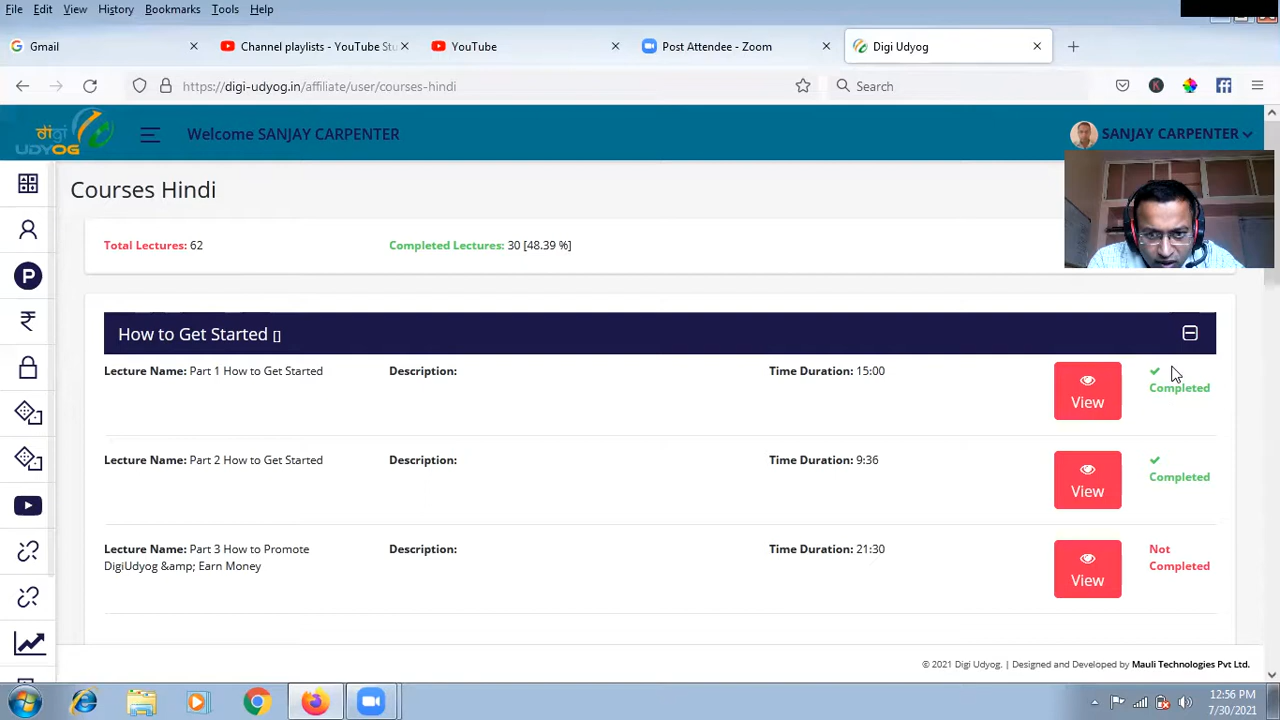 File Edit View History Bookmarks Tools Help
Gmail
Channel playlists - YouTube Stu
YouTube
Post Attendee - Zoom
Digi Udyog
https://digi-udyog.in/affiliate/user/courses-hindi
Search
डिgi
UDYOG
Welcome SANJAY CARPENTER
SANJAY CARPENTER
Courses Hindi
Total Lectures: 62
Completed Lectures: 30 [48.39 %]
How to Get Started []
Lecture Name: Part 1 How to Get Started
Description:
Time Duration: 15:00
View
Completed
Lecture Name: Part 2 How to Get Started
Description:
Time Duration: 9:36
View
Completed
Lecture Name: Part 3 How to Promote
DigiUdyog &amp; Earn Money
Description:
Time Duration: 21:30
View
Not
Completed
© 2021 Digi Udyog. | Designed and Developed by Mauli Technologies Pvt Ltd.
12:56 PM
7/30/2021